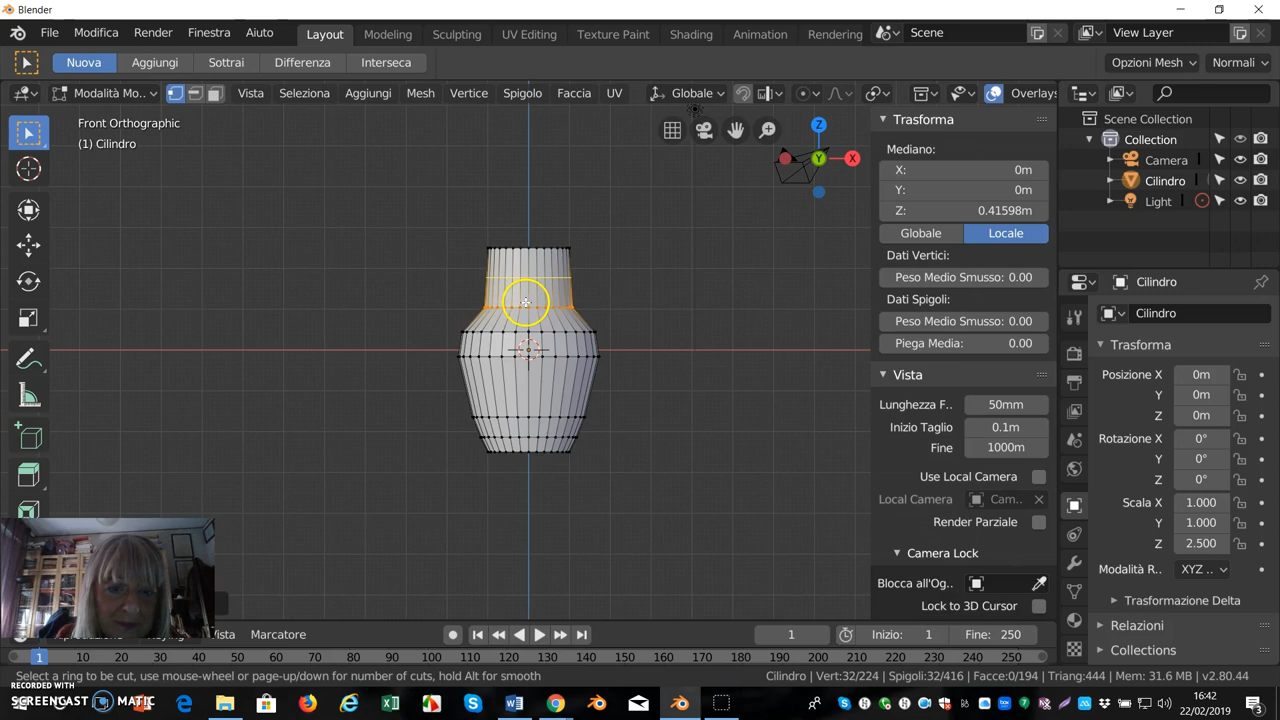 Blender
File Modifica Render Finestra Aiuto Layout Modeling Sculpting UV Editing Texture Paint Shading Animation Rendering Scene View Layer
Nuova Aggiungi Sottrai Differenza Interseca Opzioni Mesh Normali
Modalità Mo... Vista Seleziona Aggiungi Mesh Vertice Spigolo Faccia UV Globale Overlays
Front Orthographic
(1) Cilindro
Z
Y
X
Trasforma
Mediano:
X: 0m
Y: 0m
Z: 0.41598m
Globale Locale
Dati Vertici:
Peso Medio Smusso: 0.00
Dati Spigoli:
Peso Medio Smusso: 0.00
Piega Media: 0.00
Vista
Lunghezza F.. 50mm
Inizio Taglio 0.1m
Fine 1000m
Use Local Camera
Local Camera Cam...
Render Parziale
Camera Lock
Blocca all'Og..
Lock to 3D Cursor
Scene Collection
Collection
Camera
Cilindro
Light
Cilindro
Cilindro
Trasforma
Posizione X 0m
Y 0m
Z 0m
Rotazione X 0°
Y 0°
Z 0°
Scala X 1.000
Y 1.000
Z 2.500
Modalità R.. XYZ ..
Trasformazione Delta
Relazioni
Collections
Vista Marcatore 1 Inizio: 1 Fine: 250
1 10 20 30 40 50 60 70 80 90 100 110 120 130 140 150 160 170 180 190 200 210 220 230 240 250
Select a ring to be cut, use mouse-wheel or page-up/down for number of cuts, hold Alt for smooth Cilindro | Vert:32/224 | Spigoli:32/416 | Facce:0/194 | Triang:444 | Mem: 31.6 MB | v2.80.44
RECORDED WITH
SCREENCAST MATIC
16:42
22/02/2019